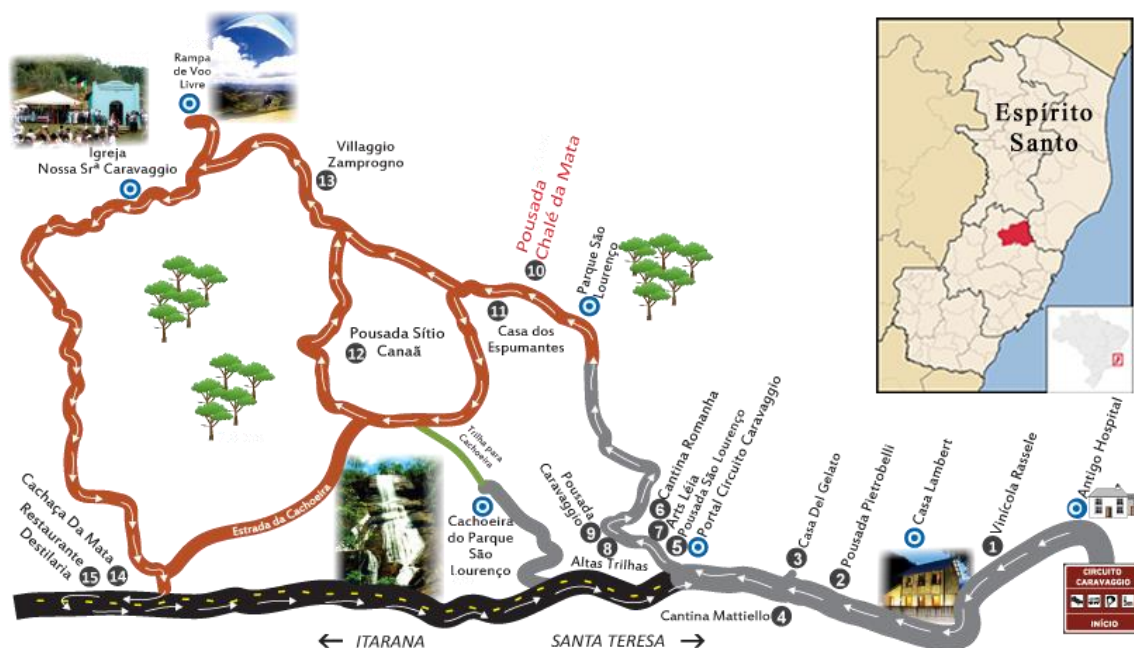 Rampa
de Voo
Livre
Igreja
Nossa Srª Caravaggio
Villaggio
Zamprogno
13
Pousada
Chalé da Mata
10
Parque São
Lourenço
11
Casa dos
Espumantes
Pousada Sítio
12
Canaã
Trilha para
Cachoeira
Estrada da Cachoeira
Cachoeira
do Parque
São
Lourenço
Cachaça Da Mata
Restaurante
Destilaria
15
14
Pousada
Caravaggio
9
8
Altas Trilhas
6
Cantina Romanha
7
Arts Léia
5
Pousada São Lourenço
Portal Circuito Caravaggio
3
Casa Del Gelato
2
Pousada Pietrobelli
Cantina Mattiello
4
Casa Lambert
1
Vinícola Rassele
Antigo Hospital
CIRCUITO
CARAVAGGIO
INÍCIO
← ITARANA
SANTA TERESA →
Espírito
Santo